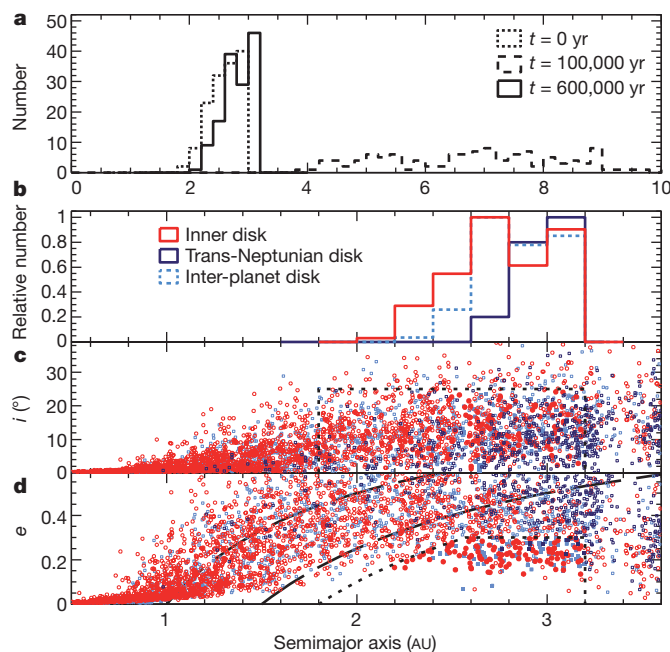 a
Number
50
40
30
20
10
0
t = 0 yr
t = 100,000 yr
t = 600,000 yr
0 2 4 6 8 10
b
Relative number
1
0.8
0.6
0.4
0.2
0
Inner disk
Trans-Neptunian disk
Inter-planet disk
c
i (°)
30
20
10
0
d
e
0.4
0.2
0
1 2 3
Semimajor axis (AU)